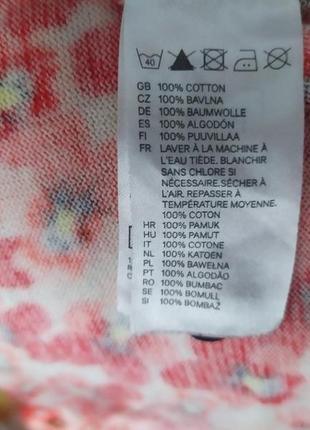 40
GB 100% COTTON
CZ 100% BAVLNA
DE 100% BAUMWOLLE
ES 100% ALGODÓN
FI 100% PUUVILLAA
FR LAVER À LA MACHINE À
L'EAU TIÈDE. BLANCHIR
SANS CHLORE SI
NÉCESSAIRE. SÉCHER À
L'AIR. REPASSER À
TEMPÉRATURE MOYENNE.
100% COTON
HR 100% PAMUK
HU 100% PAMUT
IT 100% COTONE
NL 100% KATOEN
PL 100% BAWEŁNA
PT 100% ALGODÃO
RO 100% BUMBAC
SE 100% BOMULL
SI 100% BOMBAŽ